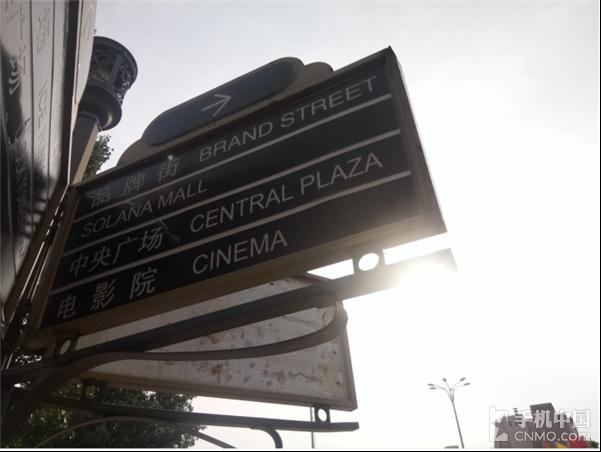 品牌街 BRAND STREET
SOLANA MALL
中央广场 CENTRAL PLAZA
电影院 CINEMA
手机中国
CNMO.COM